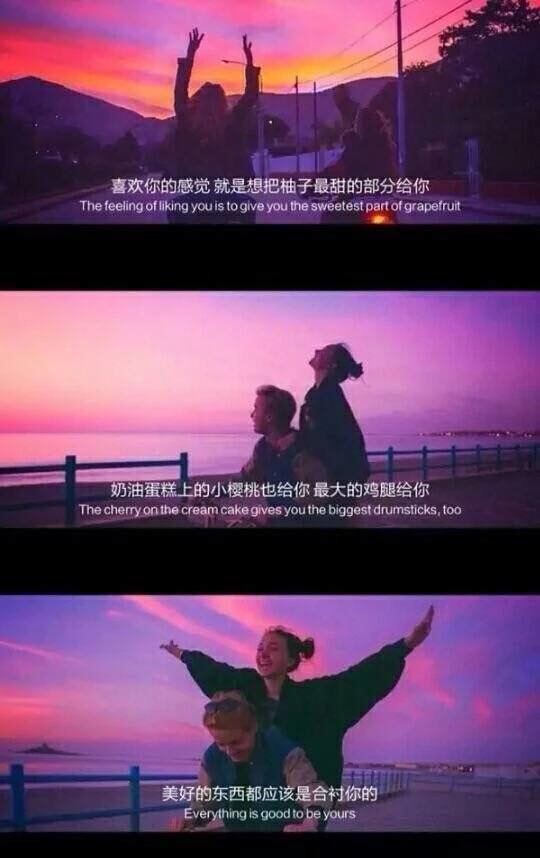 喜欢你的感觉 就是想把柚子最甜的部分给你
The feeling of liking you is to give you the sweetest part of grapefruit
奶油蛋糕上的小樱桃也给你 最大的鸡腿给你
The cherry on the cream cake gives you the biggest drumsticks, too
美好的东西都应该是合衬你的
Everything is good to be yours